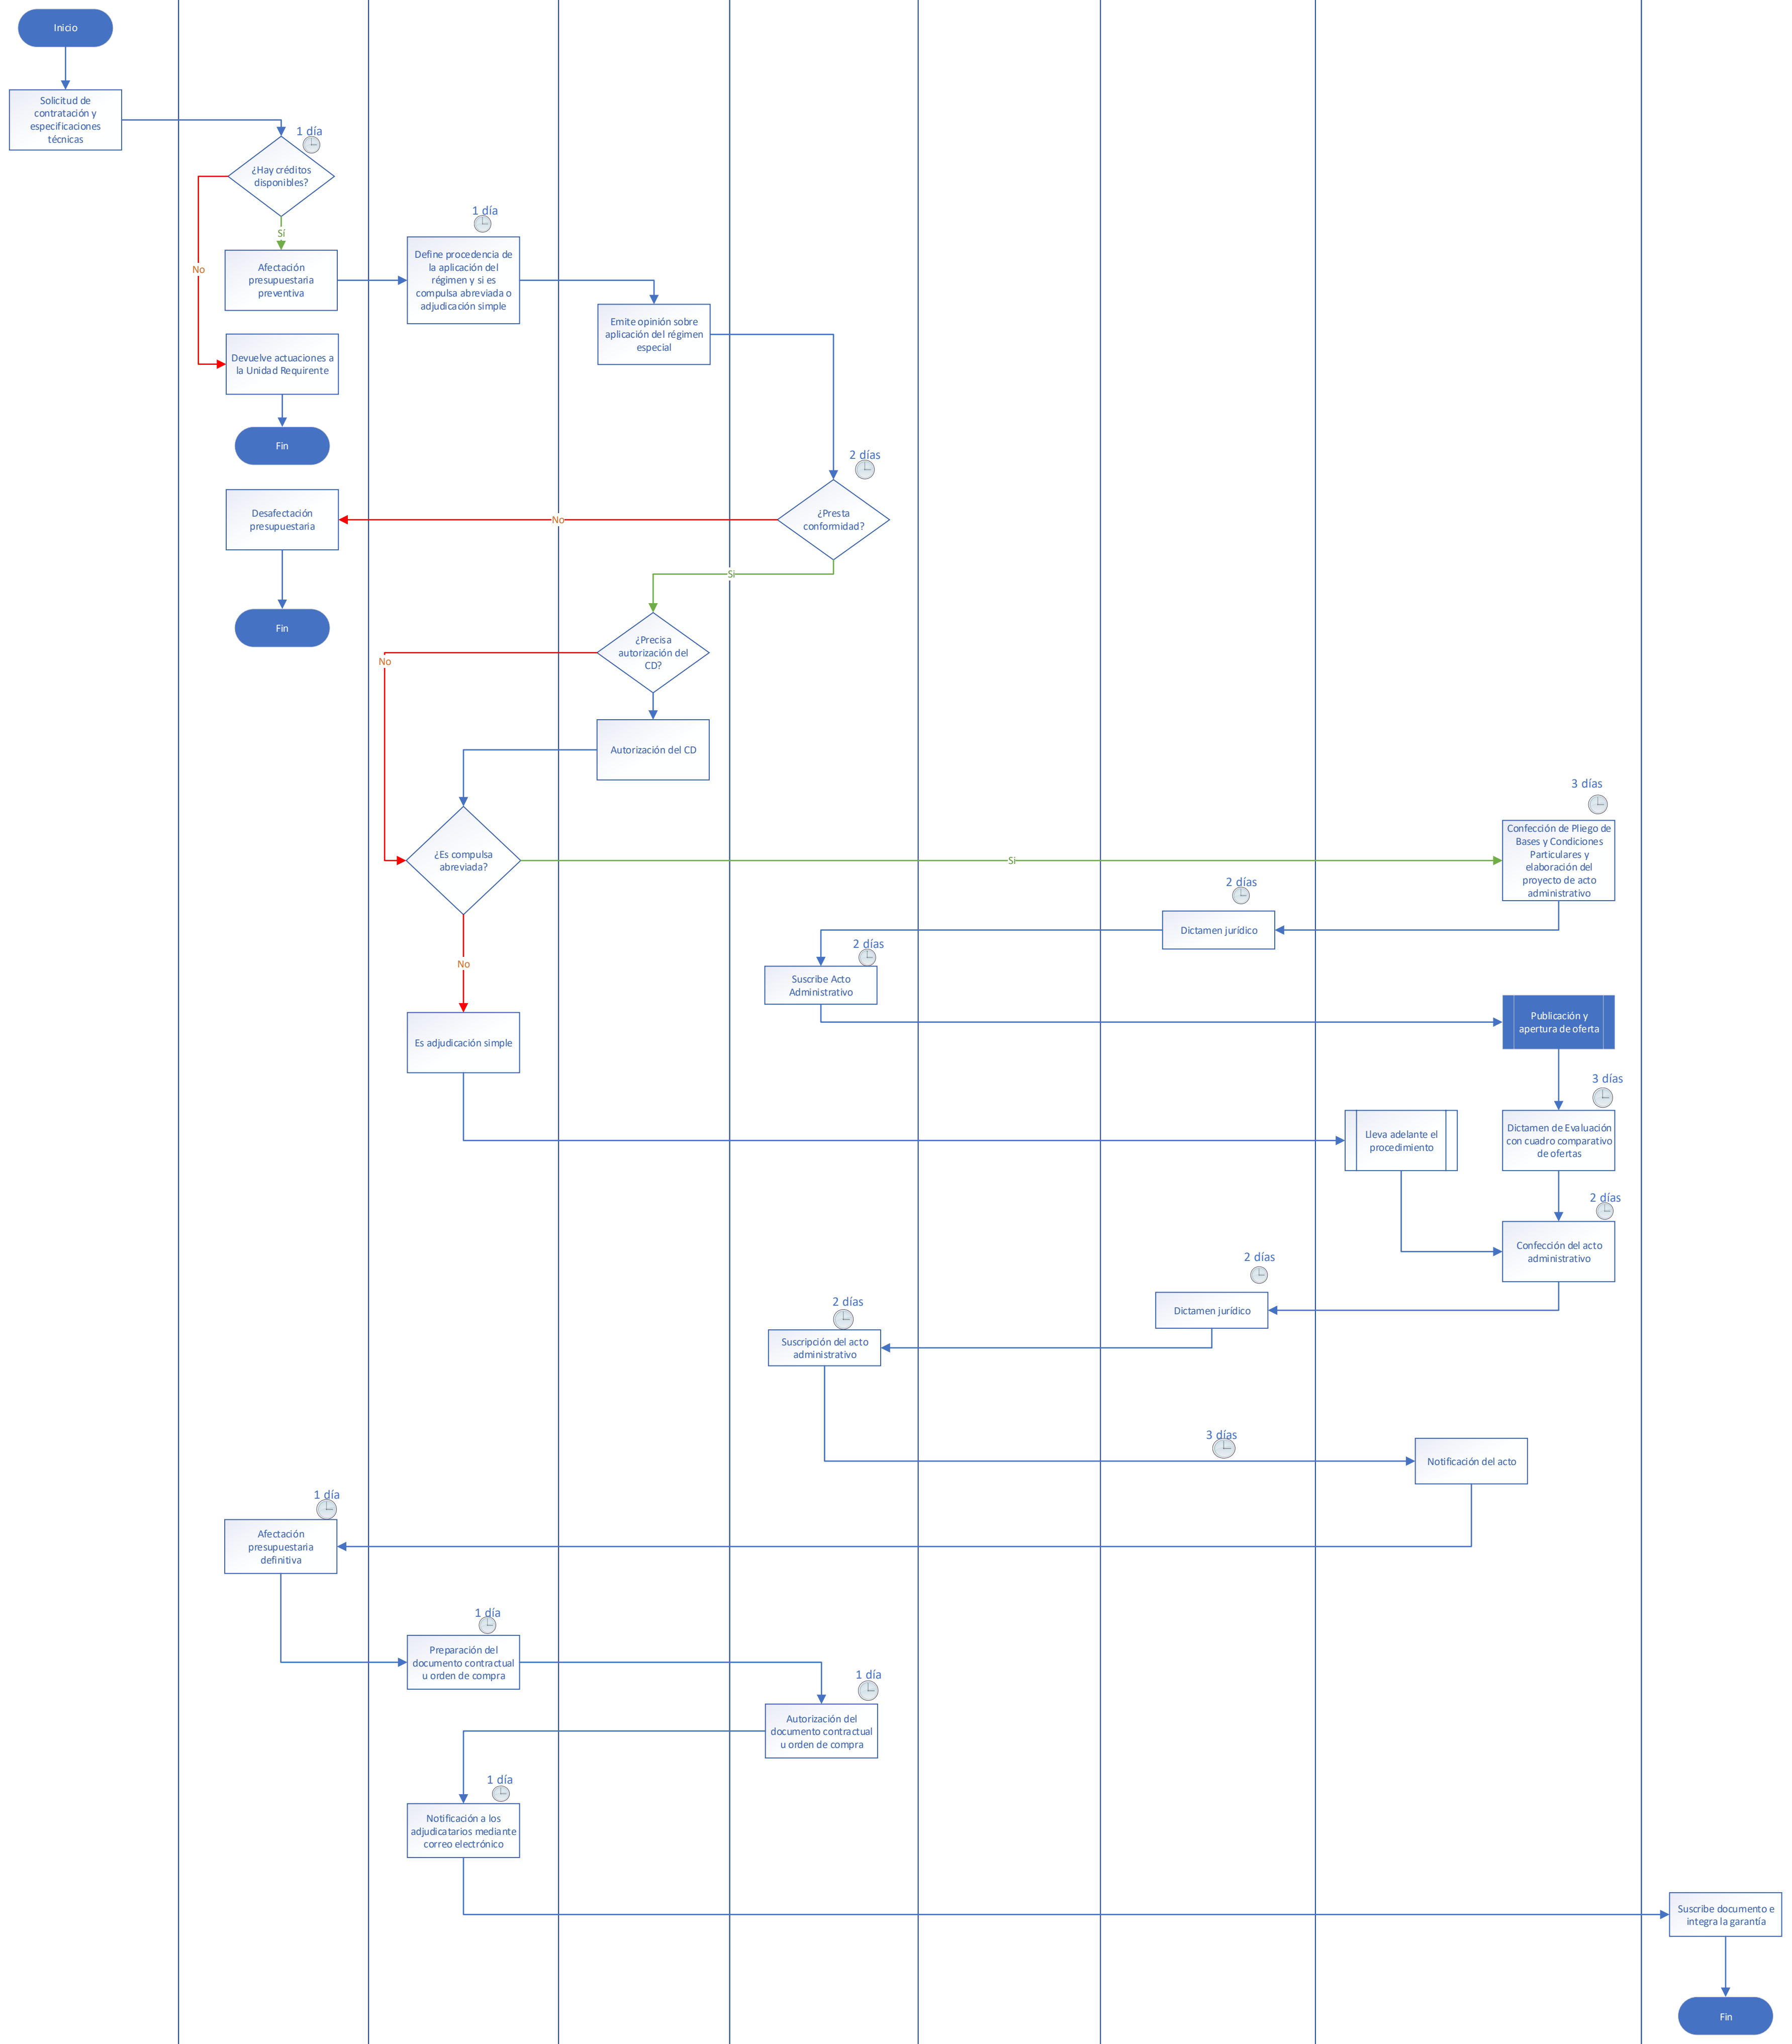 Inicio
Solicitud de
contratación y
especificaciones
técnicas
1 día
¿Hay créditos
disponibles?
Sí
No
Afectación
presupuestaria
preventiva
1 día
Define procedencia de
la aplicación del
régimen y si es
compulsa abreviada o
adjudicación simple
Emite opinión sobre
aplicación del régimen
especial
Devuelve actuaciones a
la Unidad Requirente
Fin
2 días
¿Presta
conformidad?
No
Desafectación
presupuestaria
Fin
Si
¿Precisa
autorización del
CD?
No
Autorización del CD
¿Es compulsa
abreviada?
Si
3 días
Confección de Pliego de
Bases y Condiciones
Particulares y
elaboración del
proyecto de acto
administrativo
2 días
Dictamen jurídico
2 días
Suscribe Acto
Administrativo
No
Es adjudicación simple
Publicación y
apertura de oferta
3 días
Dictamen de Evaluación
con cuadro comparativo
de ofertas
Lleva adelante el
procedimiento
2 días
Confección del acto
administrativo
2 días
Dictamen jurídico
2 días
Suscripción del acto
administrativo
3 días
Notificación del acto
1 día
Afectación
presupuestaria
definitiva
1 día
Preparación del
documento contractual
u orden de compra
1 día
Autorización del
documento contractual
u orden de compra
1 día
Notificación a los
adjudicatarios mediante
correo electrónico
Suscribe documento e
integra la garantía
Fin